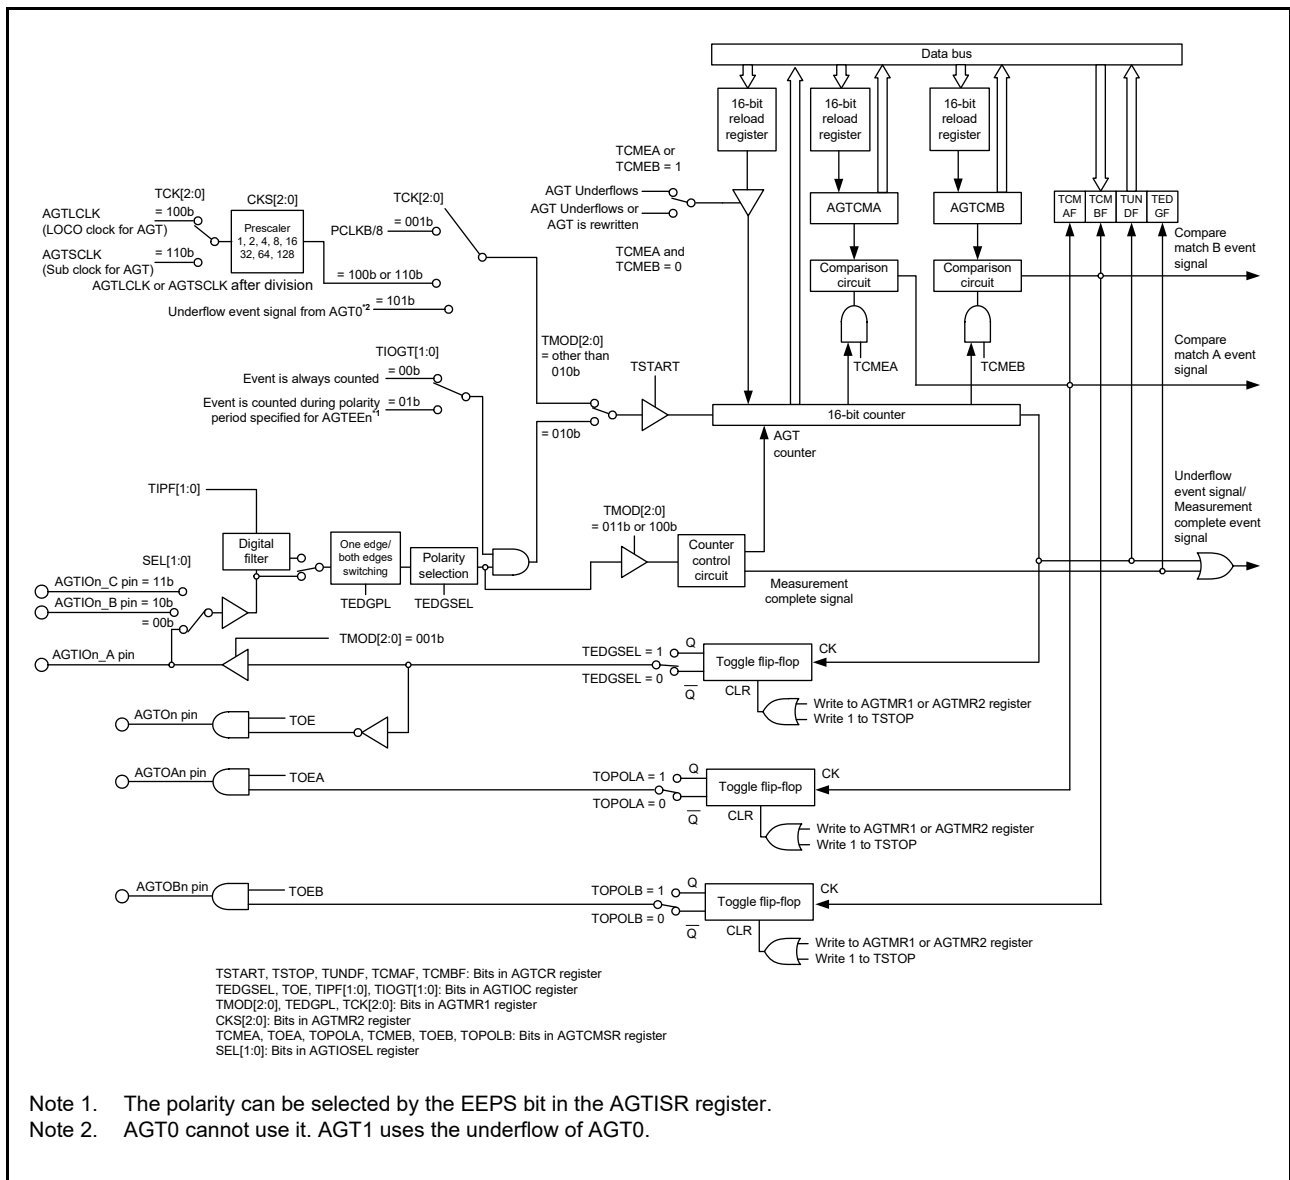 Data bus
16-bit
reload
register
16-bit
reload
register
16-bit
reload
register
TCMEA or
TCMEB = 1
AGT Underflows
AGT Underflows or
AGT is rewritten
TCMEA and
TCMEB = 0
AGTCMA
AGTCMB
TCM
AF
TCM
BF
TUN
DF
TED
GF
Compare
match B event
signal
Comparison
circuit
Comparison
circuit
TCK[2:0]
CKS[2:0]
TCK[2:0]
AGTLCLK
(LOCO clock for AGT)
= 100b
Prescaler
1, 2, 4, 8, 16
32, 64, 128
PCLKB/8
= 001b
AGTSCLK
(Sub clock for AGT)
= 110b
= 100b or 110b
AGTLCLK or AGTSCLK after division
Underflow event signal from AGT0*2
= 101b
TMOD[2:0]
= other than
010b
TCMEA
TCMEB
Compare
match A event
signal
TIOGT[1:0]
TSTART
Event is always counted
= 00b
Event is counted during polarity
period specified for AGTEEn*1
= 01b
= 010b
16-bit counter
AGT
counter
TIPF[1:0]
Digital
filter
One edge/
both edges
switching
Polarity
selection
TMOD[2:0]
= 011b or 100b
Counter
control
circuit
Underflow
event signal/
Measurement
complete event
signal
SEL[1:0]
AGTIOn_C pin = 11b
AGTIOn_B pin = 10b
= 00b
TEDGPL
TEDGSEL
Measurement
complete signal
TMOD[2:0] = 001b
AGTIOn_A pin
TEDGSEL = 1
TEDGSEL = 0
Q
Q
Toggle flip-flop
CK
CLR
Write to AGTMR1 or AGTMR2 register
Write 1 to TSTOP
AGTOn pin
TOE
AGTOAn pin
TOEA
TOPOLA = 1
TOPOLA = 0
Q
Q
Toggle flip-flop
CK
CLR
Write to AGTMR1 or AGTMR2 register
Write 1 to TSTOP
AGTOBn pin
TOEB
TOPOLB = 1
TOPOLB = 0
Q
Q
Toggle flip-flop
CK
CLR
Write to AGTMR1 or AGTMR2 register
Write 1 to TSTOP
TSTART, TSTOP, TUNDF, TCMAF, TCMBF: Bits in AGTCR register
TEDGSEL, TOE, TIPF[1:0], TIOGT[1:0]: Bits in AGTIOC register
TMOD[2:0], TEDGPL, TCK[2:0]: Bits in AGTMR1 register
CKS[2:0]: Bits in AGTMR2 register
TCMEA, TOEA, TOPOLA, TCMEB, TOEB, TOPOLB: Bits in AGTCMSR register
SEL[1:0]: Bits in AGTIOSEL register
Note 1. The polarity can be selected by the EEPS bit in the AGTISR register.
Note 2. AGT0 cannot use it. AGT1 uses the underflow of AGT0.